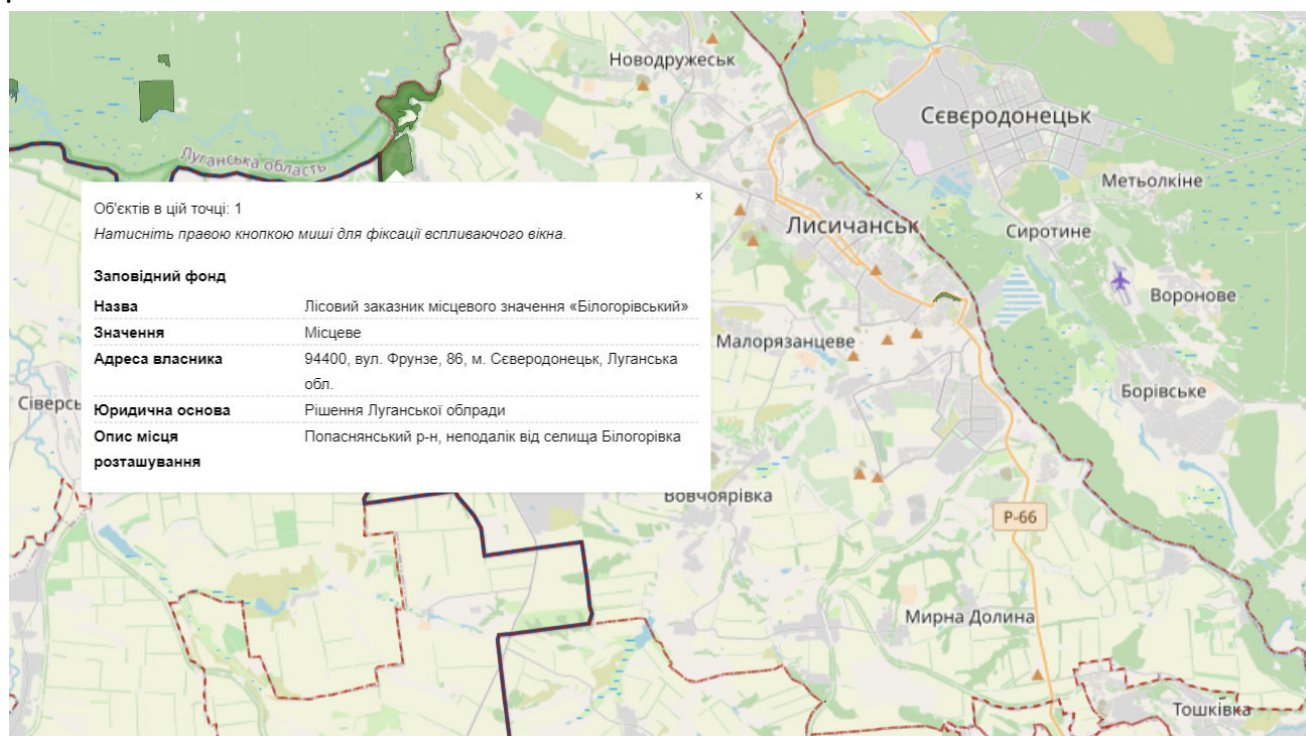 Новодружеськ
Сєвєродонецьк
Луганська область
Метьолкіне
Об'єктів в цій точці: 1
×
Натисніть правою кнопкою миші для фіксації вспливаючого вікна.
Лисичанськ
Сиротине
Заповідний фонд
Назва Лісовий заказник місцевого значення «Білогорівський»
Воронове
Значення Місцеве
Малорязанцеве
Адреса власника 94400, вул. Фрунзе, 86, м. Сєверодонецьк, Луганська
обл.
Борівське
Сіверсь
Юридична основа Рішення Луганської облради
Опис місця Попаснянський р-н, неподалік від селища Білогорівка
розташування
Вовчоярівка
Р-66
Мирна Долина
Тошківка